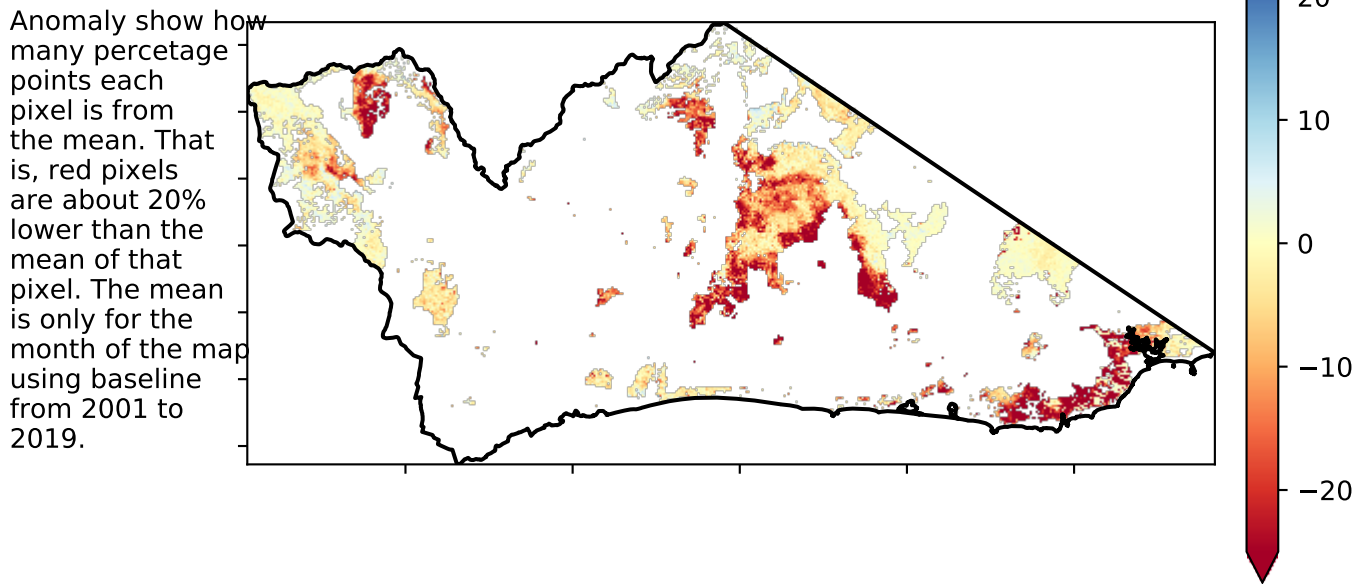 Anomaly show how
many percetage
points each
pixel is from
the mean. That
is, red pixels
are about 20%
lower than the
mean of that
pixel. The mean
is only for the
month of the map
using baseline
from 2001 to
2019.
20
10
0
−10
−20